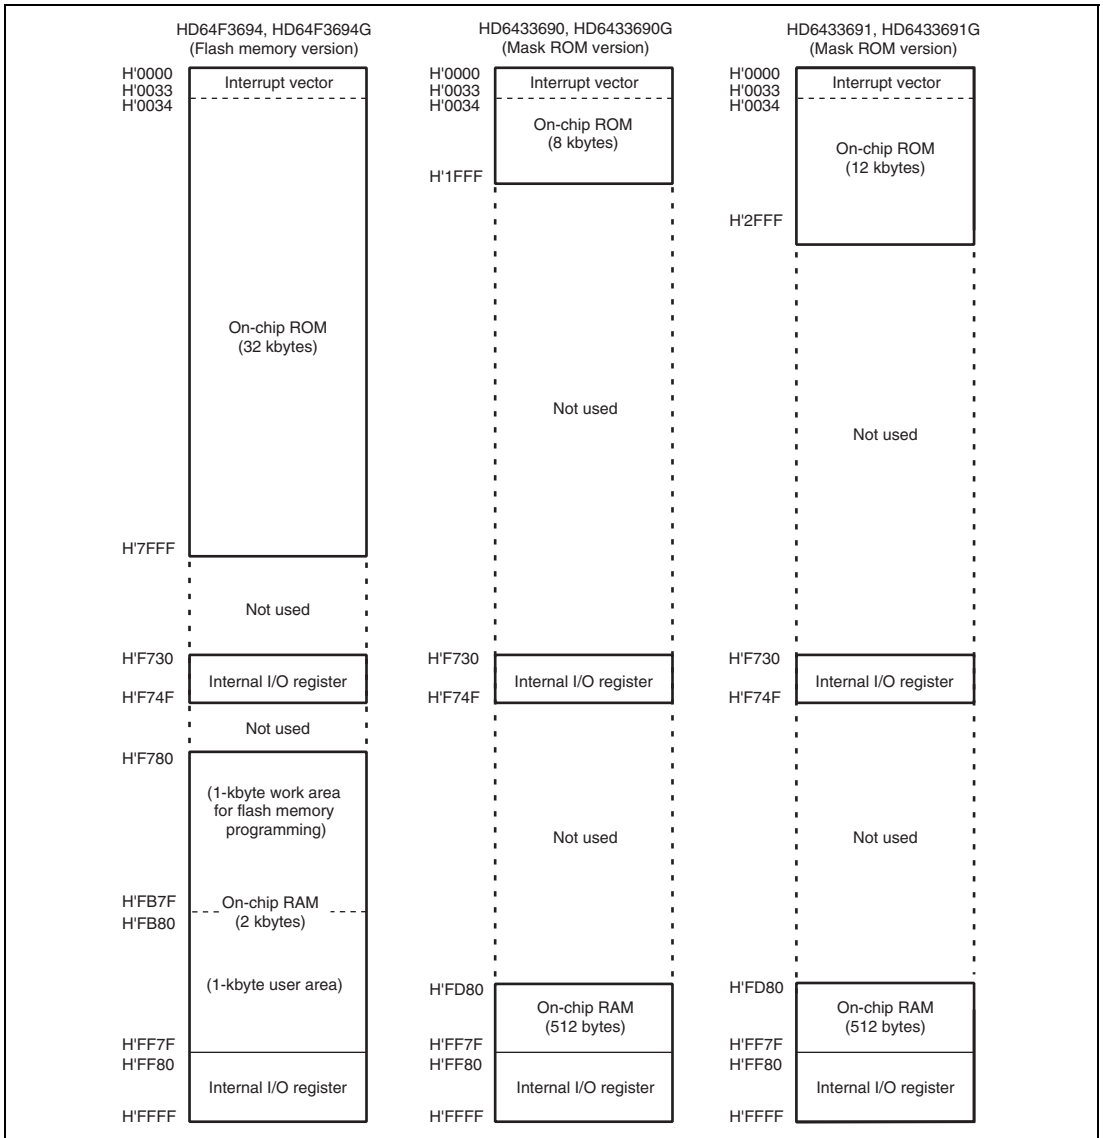 HD64F3694, HD64F3694G
(Flash memory version)
H'0000
H'0033
H'0034
Interrupt vector
On-chip ROM
(32 kbytes)
H'7FFF
Not used
H'F730
Internal I/O register
H'F74F
Not used
H'F780
(1-kbyte work area
for flash memory
programming)
H'FB7F
H'FB80
On-chip RAM
(2 kbytes)
(1-kbyte user area)
H'FF7F
H'FF80
Internal I/O register
H'FFFF
HD6433690, HD6433690G
(Mask ROM version)
H'0000
H'0033
H'0034
Interrupt vector
On-chip ROM
(8 kbytes)
H'1FFF
Not used
H'F730
Internal I/O register
H'F74F
Not used
H'FD80
On-chip RAM
(512 bytes)
H'FF7F
H'FF80
Internal I/O register
H'FFFF
HD6433691, HD6433691G
(Mask ROM version)
H'0000
H'0033
H'0034
Interrupt vector
On-chip ROM
(12 kbytes)
H'2FFF
Not used
H'F730
Internal I/O register
H'F74F
Not used
H'FD80
On-chip RAM
(512 bytes)
H'FF7F
H'FF80
Internal I/O register
H'FFFF